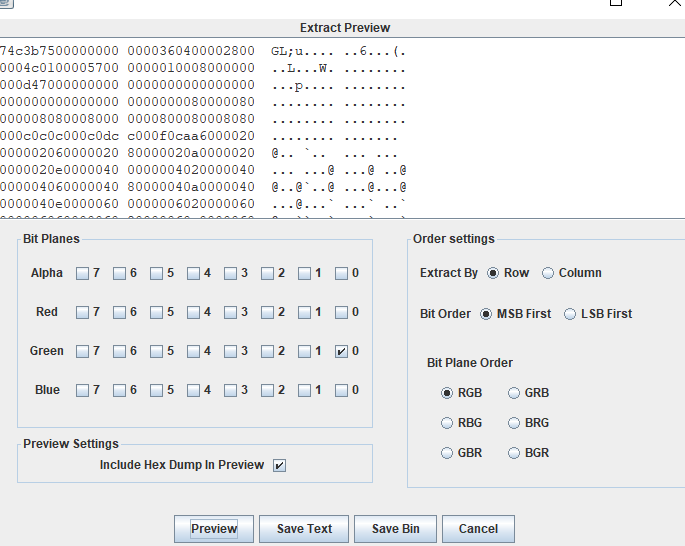 Extract Preview
74c3b7500000000 0000360400002800 GL;u.... ..6...(.
0004c0100005700 0000010008000000 ..L...W. ........
000d47000000000 0000000000000000 ...p.... ........
000000000000000 0000000080000080 ........ ........
000008080008000 0000800080008080 ........ ........
000c0c0c000c0dc c000f0caa6000020 ........ .......
000002060000020 80000020a0000020 @.. `.. ... ...
0000020e0000040 0000004020000040 ... ...@ ...@ ..@
000004060000040 80000040a0000040 @..@`..@ ...@...@
0000040e0000060 0000006020000060 ...@...` ...` ..`
Bit Planes
Alpha 7 6 5 4 3 2 1 0
Red 7 6 5 4 3 2 1 0
Green 7 6 5 4 3 2 1 0
Blue 7 6 5 4 3 2 1 0
Preview Settings
Include Hex Dump In Preview
Order settings
Extract By Row Column
Bit Order MSB First LSB First
Bit Plane Order
RGB GRB
RBG BRG
GBR BGR
Preview Save Text Save Bin Cancel